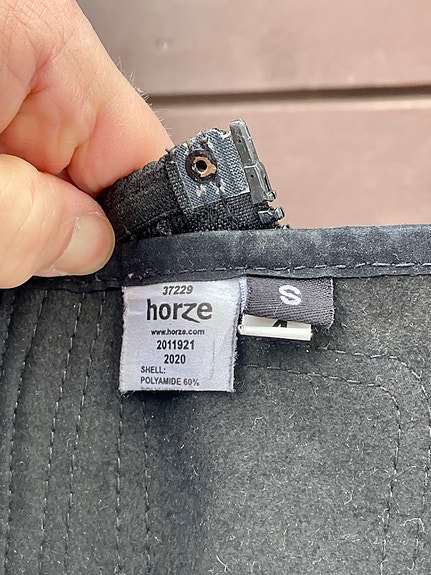 37229
horze
www.horze.com
2011921
2020
SHELL:
POLYAMIDE 60%
S